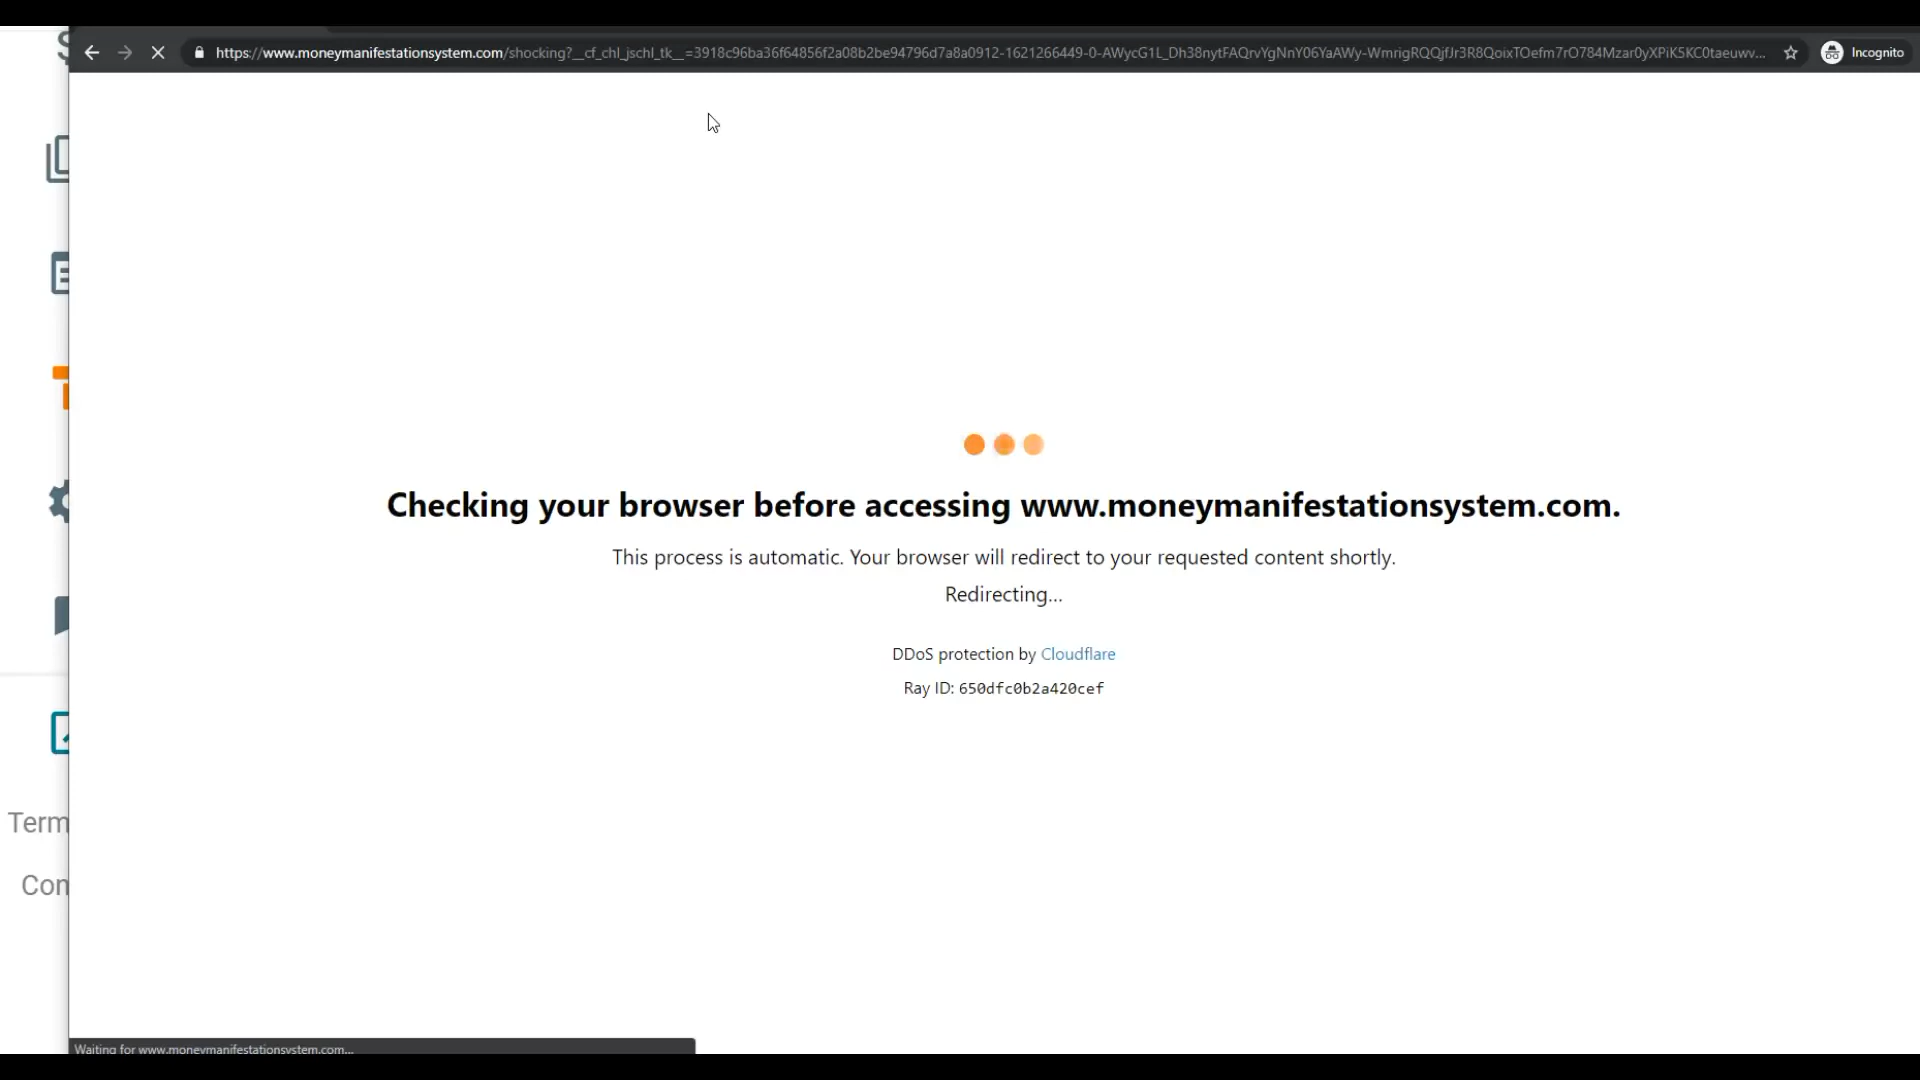 https://www.moneymanifestationsystem.com/shocking?__cf_chl_jschl_tk__=3918c96ba36f64856f2a08b2be94796d7a8a0912-1621266449-0-AWycG1L_Dh38nytFAQrvYgNnY06YaAWy-WmrigRQQjfJr3R8QoixTOefm7rO784Mzar0yXPiK5KC0taeuwv...
Incognito
Checking your browser before accessing www.moneymanifestationsystem.com.
This process is automatic. Your browser will redirect to your requested content shortly.
Redirecting...
DDoS protection by Cloudflare
Ray ID: 650dfc0b2a420cef
Term
Con
Waiting for www.moneymanifestationsystem.com...